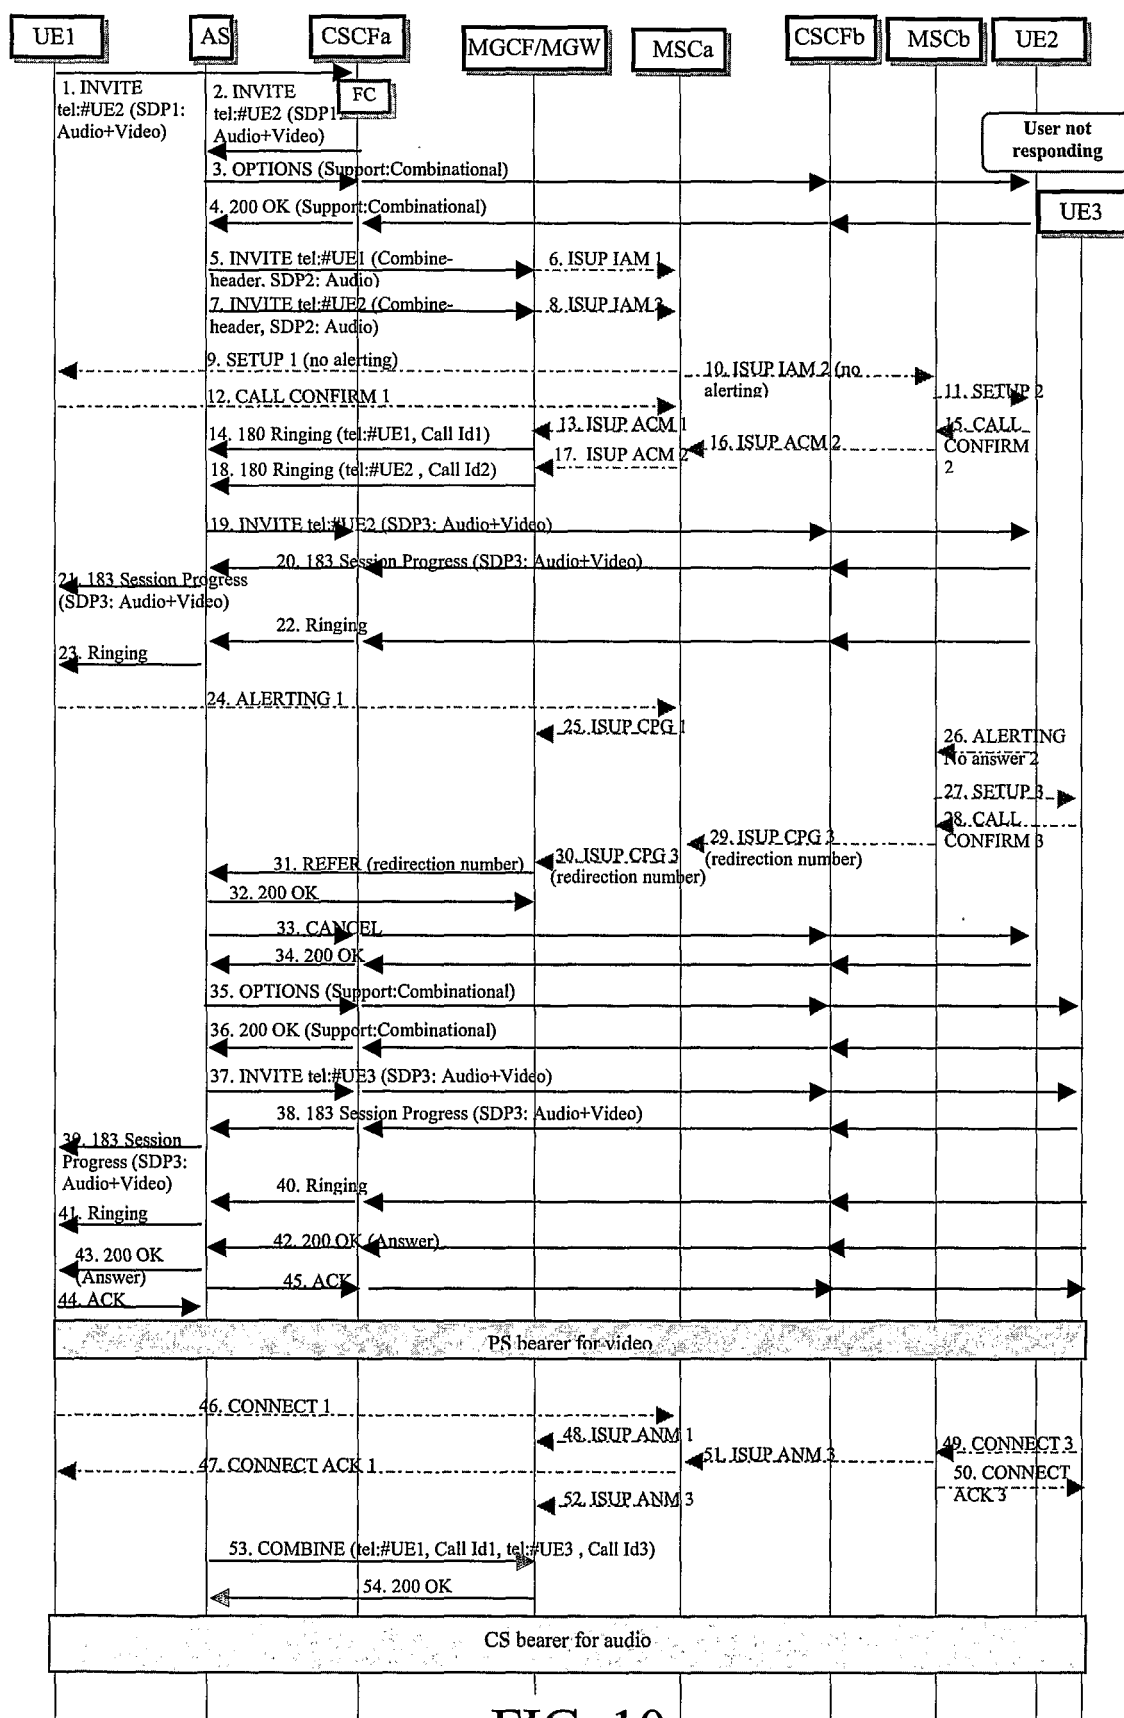 UE1
AS
CSCFa
MGCF/MGW
MSCa
CSCFb
MSCb
UE2
FC
1. INVITE
tel:#UE2 (SDP1:
Audio+Video)
2. INVITE
tel:#UE2 (SDP1:
Audio+Video)
User not
responding
3. OPTIONS (Support:Combinational)
4. 200 OK (Support:Combinational)
UE3
5. INVITE tel:#UE1 (Combine-
header, SDP2: Audio)
6. ISUP IAM 1
7. INVITE tel:#UE2 (Combine-
header, SDP2: Audio)
8. ISUP IAM 2
9. SETUP 1 (no alerting)
10. ISUP IAM 2 (no
alerting)
11. SETUP 2
12. CALL CONFIRM 1
13. ISUP ACM 1
14. 180 Ringing (tel:#UE1, Call Id1)
15. CALL
CONFIRM
2
16. ISUP ACM 2
17. ISUP ACM 2
18. 180 Ringing (tel:#UE2 , Call Id2)
19. INVITE tel:#UE2 (SDP3: Audio+Video)
20. 183 Session Progress (SDP3: Audio+Video)
21. 183 Session Progress
(SDP3: Audio+Video)
22. Ringing
23. Ringing
24. ALERTING 1
25. ISUP CPG 1
26. ALERTING
No answer 2
27. SETUP 3
28. CALL
CONFIRM 3
29. ISUP CPG 3
(redirection number)
30. ISUP CPG 3
(redirection number)
31. REFER (redirection number)
32. 200 OK
33. CANCEL
34. 200 OK
35. OPTIONS (Support:Combinational)
36. 200 OK (Support:Combinational)
37. INVITE tel:#UE3 (SDP3: Audio+Video)
38. 183 Session Progress (SDP3: Audio+Video)
39. 183 Session
Progress (SDP3:
Audio+Video)
40. Ringing
41. Ringing
42. 200 OK (Answer)
43. 200 OK
(Answer)
45. ACK
44. ACK
PS bearer for video
46. CONNECT 1
48. ISUP ANM 1
49. CONNECT 3
51. ISUP ANM 3
47. CONNECT ACK 1
50. CONNECT
ACK 3
52. ISUP ANM 3
53. COMBINE (tel:#UE1, Call Id1, tel:#UE3 , Call Id3)
54. 200 OK
CS bearer for audio
FIG. 10